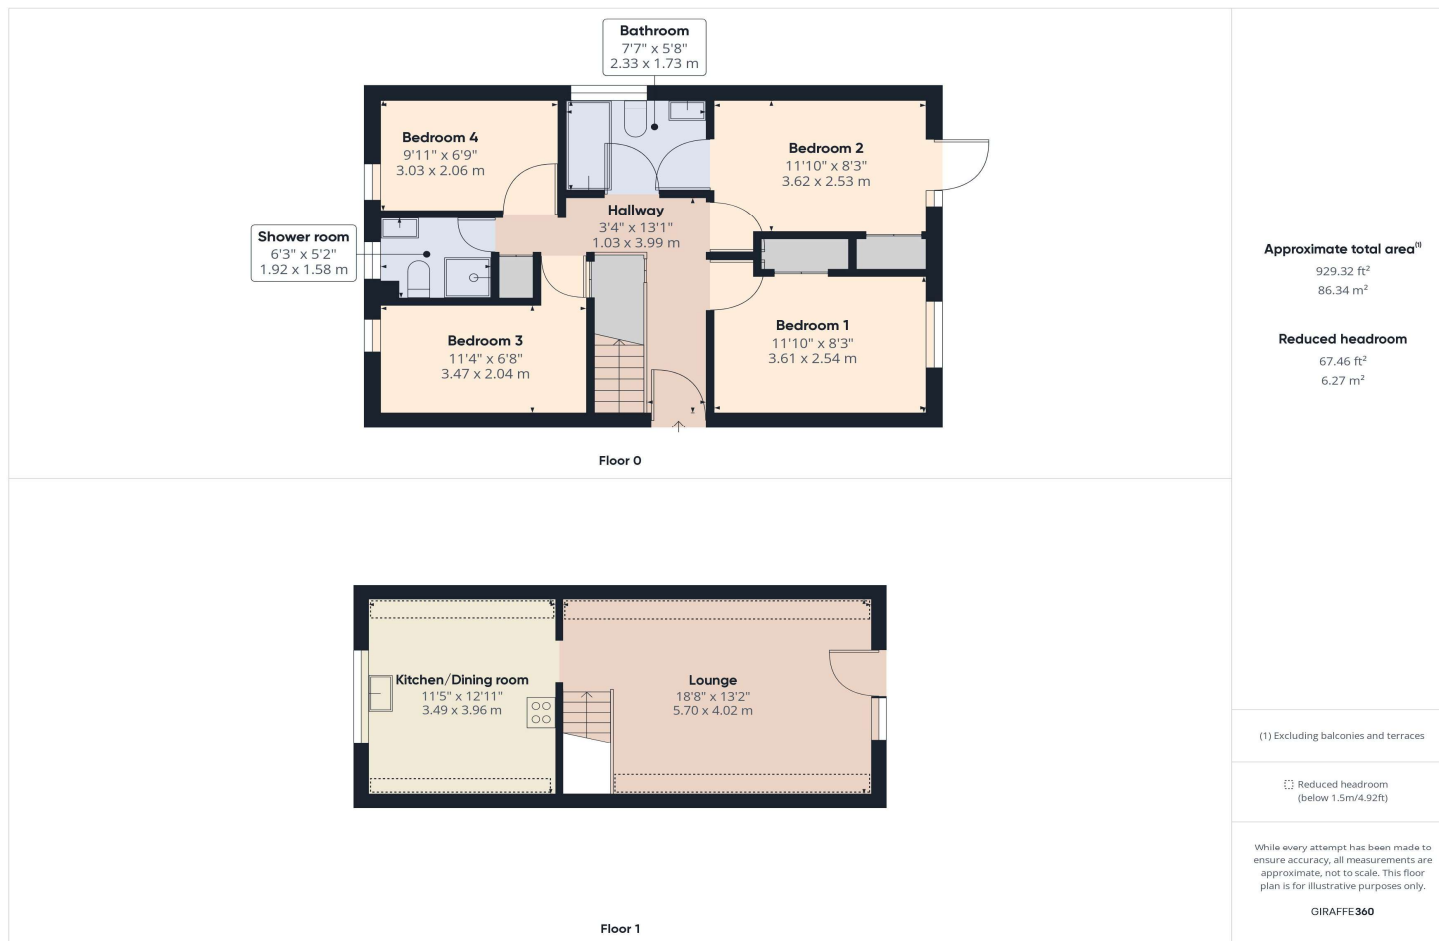 Bathroom
7'7" x 5'8"
2.33 x 1.73 m
Bedroom 4
9'11" x 6'9"
3.03 x 2.06 m
Bedroom 2
11'10" x 8'3"
3.62 x 2.53 m
Hallway
3'4" x 13'1"
1.03 x 3.99 m
Shower room
6'3" x 5'2"
1.92 x 1.58 m
Bedroom 3
11'4" x 6'8"
3.47 x 2.04 m
Bedroom 1
11'10" x 8'3"
3.61 x 2.54 m
Floor 0
Kitchen/Dining room
11'5" x 12'11"
3.49 x 3.96 m
Lounge
18'8" x 13'2"
5.70 x 4.02 m
Floor 1
Approximate total area(1)
929.32 ft²
86.34 m²
Reduced headroom
67.46 ft²
6.27 m²
(1) Excluding balconies and terraces
Reduced headroom
(below 1.5m/4.92ft)
While every attempt has been made to
ensure accuracy, all measurements are
approximate, not to scale. This floor
plan is for illustrative purposes only.
GIRAFFE360